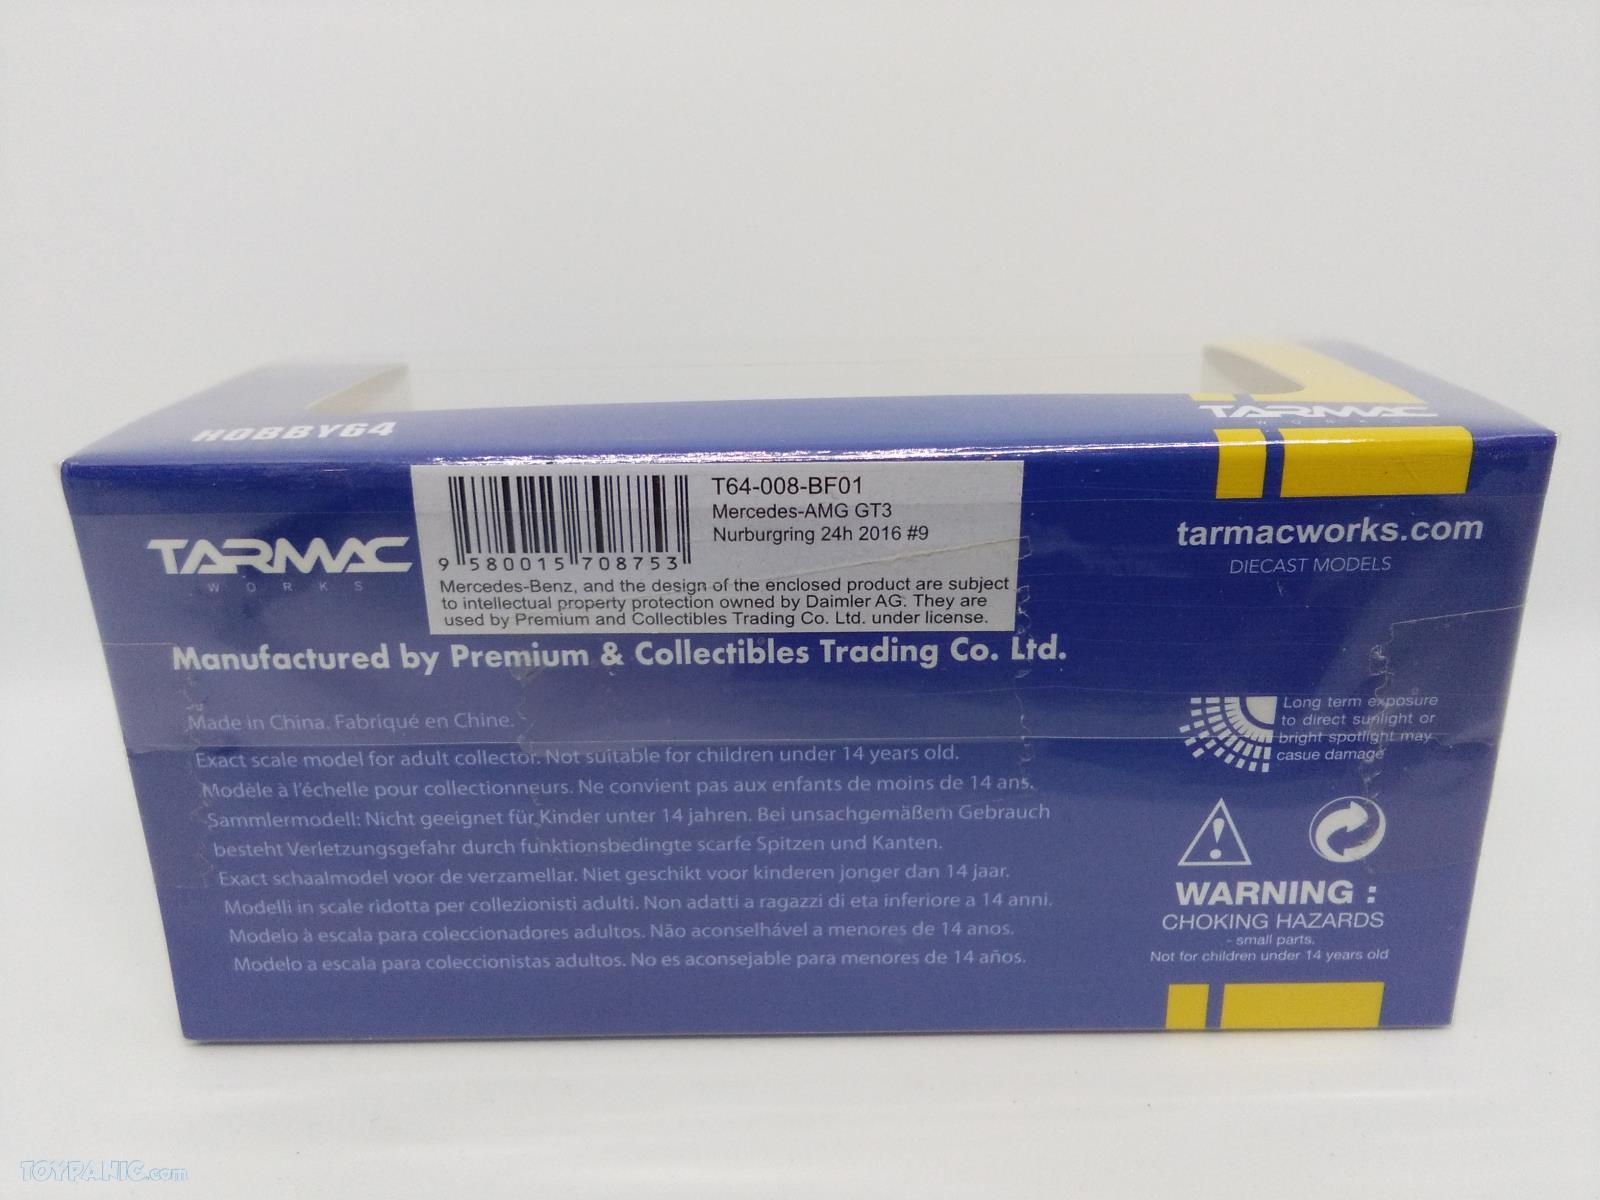 HOBBY64
TARMAC
WORKS
T64-008-BF01
Mercedes-AMG GT3
Nurburgring 24h 2016 #9
9 580015 708753
Mercedes-Benz, and the design of the enclosed product are subject
to intellectual property protection owned by Daimler AG. They are
used by Premium and Collectibles Trading Co. Ltd. under license.
TARMAC
WORKS
tarmacworks.com
DIECAST MODELS
Manufactured by Premium & Collectibles Trading Co. Ltd.
Made in China. Fabriqué en Chine.
Exact scale model for adult collector. Not suitable for children under 14 years old.
Modèle à l'échelle pour collectionneurs. Ne convient pas aux enfants de moins de 14 ans.
Sammlermodell: Nicht geeignet für Kinder unter 14 jahren. Bei unsachgemäßem Gebrauch
besteht Verletzungsgefahr durch funktionsbedingte scarfe Spitzen und Kanten.
Exact schaalmodel voor de verzamellar. Niet geschikt voor kinderen jonger dan 14 jaar.
Modelli in scale ridotta per collezionisti adulti. Non adatti a ragazzi di eta inferiore a 14 anni.
Modelo à escala para coleccionadores adultos. Não aconselhável a menores de 14 anos.
Modelo a escala para coleccionistas adultos. No es aconsejable para menores de 14 años.
Long term exposure
to direct sunlight or
bright spotlight may
casue damage
WARNING :
CHOKING HAZARDS
- small parts.
Not for children under 14 years old
TOYPANIC.com